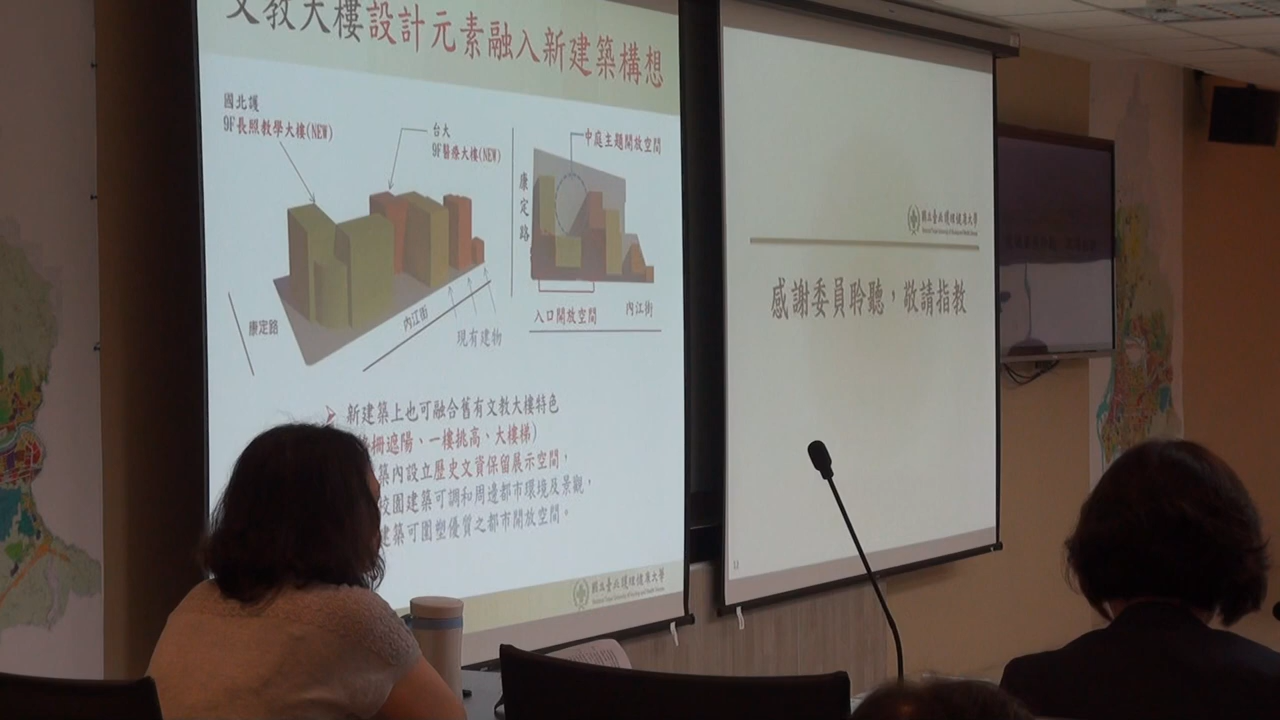 文教大樓設計元素融入新建築構想
國北護
9F長照教學大樓(NEW)
台大
9F醫療大樓(NEW)
康定路
內江街
現有建物
中庭主題開放空間
康定路
入口開放空間
內江街
新建築上也可融合舊有文教大樓特色
柵遮陽、一樓挑高、大樓梯)
築內設立歷史文資保留展示空間，
校園建築可調和周邊都市環境及景觀，
建築可圍塑優質之都市開放空間。
國立臺北護理健康大學
國立臺北護理健康大學
感謝委員聆聽，敬請指教